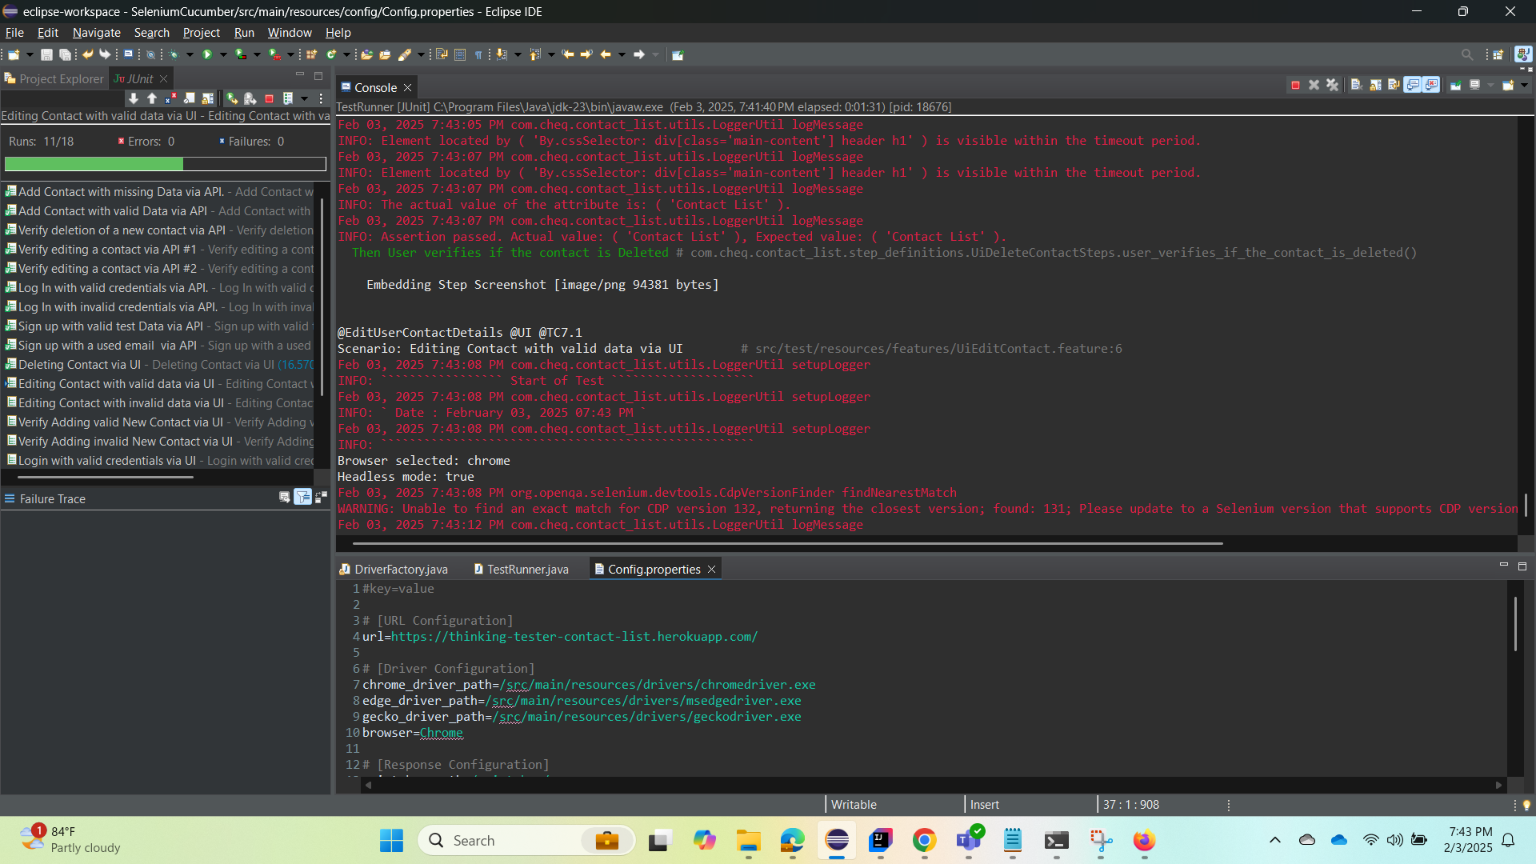 eclipse-workspace - SeleniumCucumber/src/main/resources/config/Config.properties - Eclipse IDE
File Edit Navigate Search Project Run Window Help
Project Explorer JUnit
Editing Contact with valid data via UI - Editing Contact with va
Runs: 11/18 Errors: 0 Failures: 0
Add Contact with missing Data via API. - Add Contact w
Add Contact with valid Data via API - Add Contact with
Verify deletion of a new contact via API - Verify deletion
Verify editing a contact via API #1 - Verify editing a cont
Verify editing a contact via API #2 - Verify editing a cont
Log In with valid credentials via API. - Log In with valid c
Log In with invalid credentials via API. - Log In with inva
Sign up with valid test Data via API - Sign up with valid
Sign up with a used email via API - Sign up with a used
Deleting Contact via UI - Deleting Contact via UI (16.570
Editing Contact with valid data via UI - Editing Contact w
Editing Contact with invalid data via UI - Editing Contac
Verify Adding valid New Contact via UI - Verify Adding v
Verify Adding invalid New Contact via UI - Verify Adding
Login with valid credentials via UI - Login with valid cred
Failure Trace
Console
TestRunner [JUnit] C:\Program Files\Java\jdk-23\bin\javaw.exe (Feb 3, 2025, 7:41:40 PM elapsed: 0:01:31) [pid: 18676]
Feb 03, 2025 7:43:05 PM com.cheq.contact_list.utils.LoggerUtil logMessage
INFO: Element located by ( 'By.cssSelector: div[class='main-content'] header h1' ) is visible within the timeout period.
Feb 03, 2025 7:43:07 PM com.cheq.contact_list.utils.LoggerUtil logMessage
INFO: Element located by ( 'By.cssSelector: div[class='main-content'] header h1' ) is visible within the timeout period.
Feb 03, 2025 7:43:07 PM com.cheq.contact_list.utils.LoggerUtil logMessage
INFO: The actual value of the attribute is: ( 'Contact List' ).
Feb 03, 2025 7:43:07 PM com.cheq.contact_list.utils.LoggerUtil logMessage
INFO: Assertion passed. Actual value: ( 'Contact List' ), Expected value: ( 'Contact List' ).
Then User verifies if the contact is Deleted # com.cheq.contact_list.step_definitions.UiDeleteContactSteps.user_verifies_if_the_contact_is_deleted()
Embedding Step Screenshot [image/png 94381 bytes]
@EditUserContactDetails @UI @TC7.1
Scenario: Editing Contact with valid data via UI # src/test/resources/features/UiEditContact.feature:6
Feb 03, 2025 7:43:08 PM com.cheq.contact_list.utils.LoggerUtil setupLogger
INFO: ````````````````` Start of Test ````````````````````
Feb 03, 2025 7:43:08 PM com.cheq.contact_list.utils.LoggerUtil setupLogger
INFO: ` Date : February 03, 2025 07:43 PM `
Feb 03, 2025 7:43:08 PM com.cheq.contact_list.utils.LoggerUtil setupLogger
INFO: ````````````````````````````````````````````````````
Browser selected: chrome
Headless mode: true
Feb 03, 2025 7:43:08 PM org.openqa.selenium.devtools.CdpVersionFinder findNearestMatch
WARNING: Unable to find an exact match for CDP version 132, returning the closest version; found: 131; Please update to a Selenium version that supports CDP version
Feb 03, 2025 7:43:12 PM com.cheq.contact_list.utils.LoggerUtil logMessage
DriverFactory.java TestRunner.java Config.properties
1 #key=value
2
3 # [URL Configuration]
4 url=https://thinking-tester-contact-list.herokuapp.com/
5
6 # [Driver Configuration]
7 chrome_driver_path=/src/main/resources/drivers/chromedriver.exe
8 edge_driver_path=/src/main/resources/drivers/msedgedriver.exe
9 gecko_driver_path=/src/main/resources/drivers/geckodriver.exe
10 browser=Chrome
11
12 # [Response Configuration]
Writable Insert 37 : 1 : 908
1
84°F
Partly cloudy
Search
7:43 PM
2/3/2025